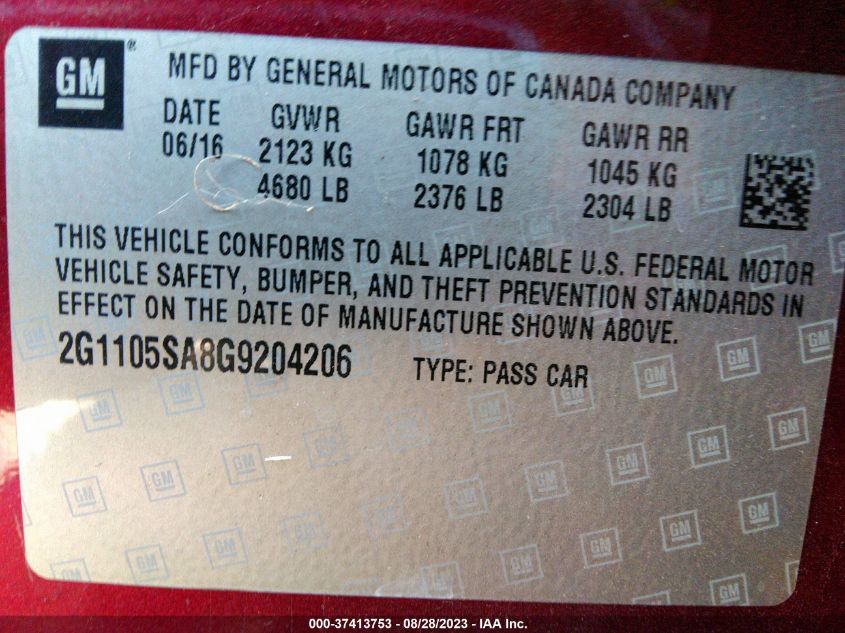 GM
MFD BY GENERAL MOTORS OF CANADA COMPANY
DATE GVWR GAWR FRT GAWR RR
06/16 2123 KG 1078 KG 1045 KG
4680 LB 2376 LB 2304 LB
THIS VEHICLE CONFORMS TO ALL APPLICABLE U.S. FEDERAL MOTOR
VEHICLE SAFETY, BUMPER, AND THEFT PREVENTION STANDARDS IN
EFFECT ON THE DATE OF MANUFACTURE SHOWN ABOVE.
2G1105SA8G9204206 TYPE: PASS CAR
000-37413753 - 08/28/2023 - IAA Inc.